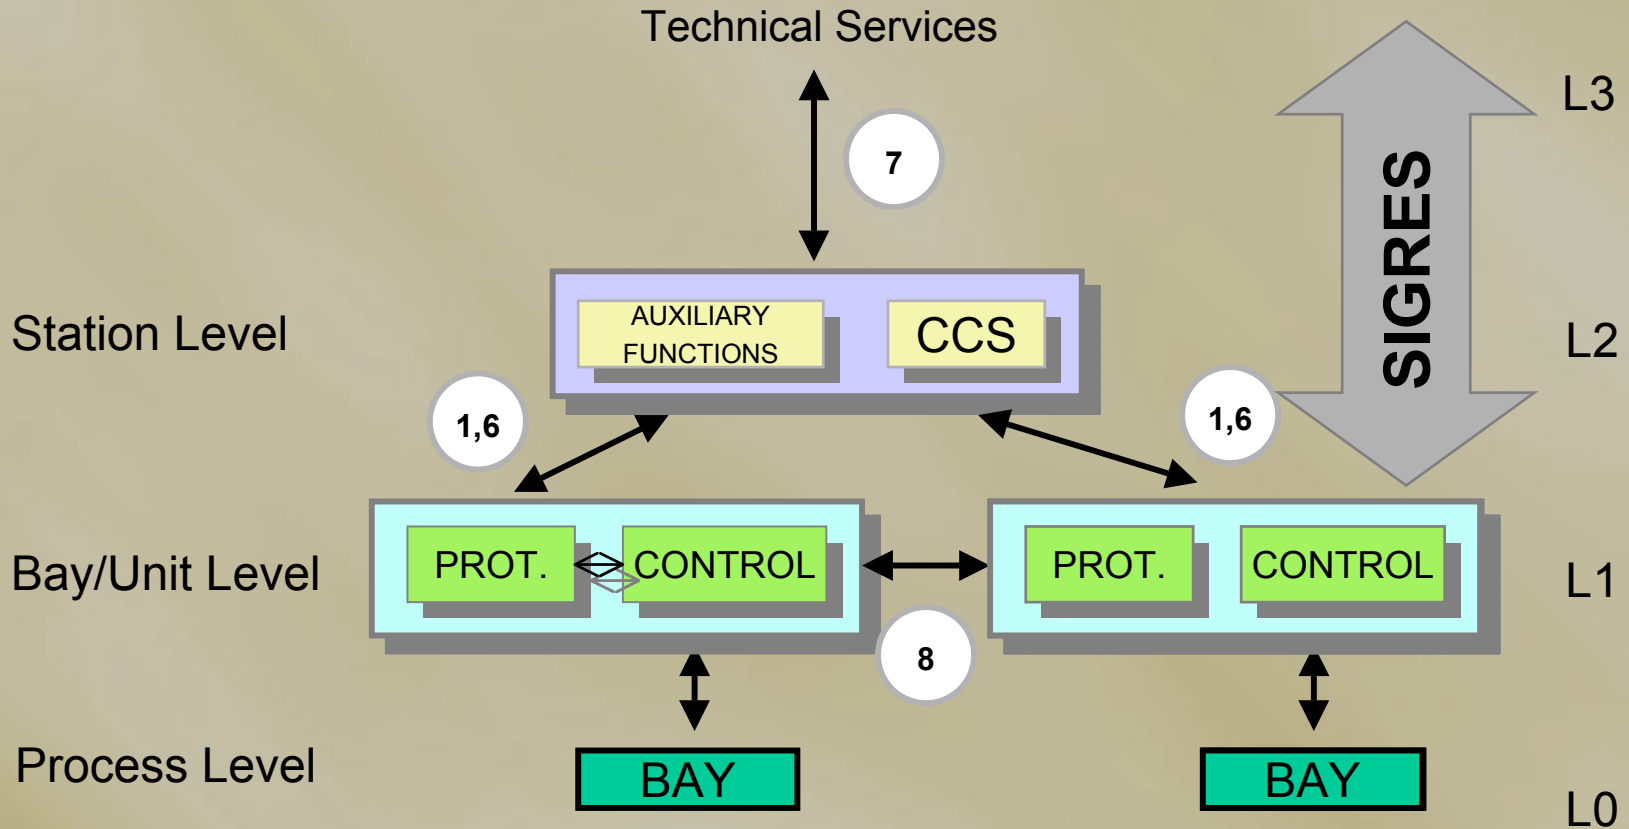 Technical Services
L3
7
SIGRES
Station Level
AUXILIARY
FUNCTIONS
CCS
L2
1,6
1,6
Bay/Unit Level
PROT.
CONTROL
PROT.
CONTROL
L1
8
Process Level
BAY
BAY
L0